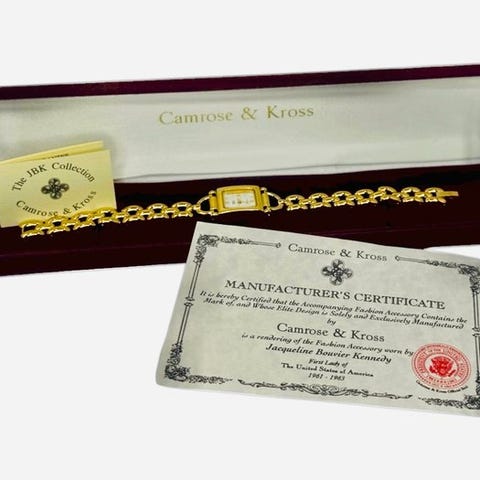 Camrose & Kross
The JBK Collection
Camrose & Kross
Camrose & Kross
MANUFACTURER'S CERTIFICATE
It is hereby Certified that the Accompanying Fashion Accessory Contains the
Mark of, and Whose Elite Design is Solely and Exclusively Manufactured
by
Camrose & Kross
is a rendering of the Fashion Accessory worn by
Jacqueline Bouvier Kennedy
First Lady of
The United States of America
1961 - 1963